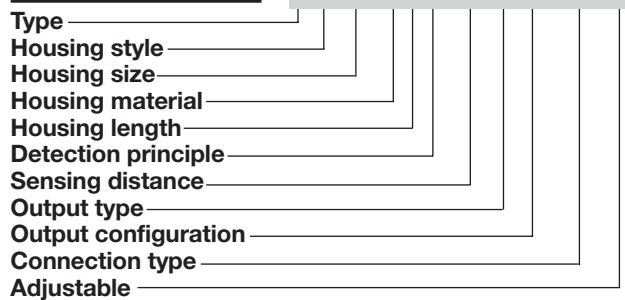 Type
Housing style
Housing size
Housing material
Housing length
Detection principle
Sensing distance
Output type
Output configuration
Connection type
Adjustable